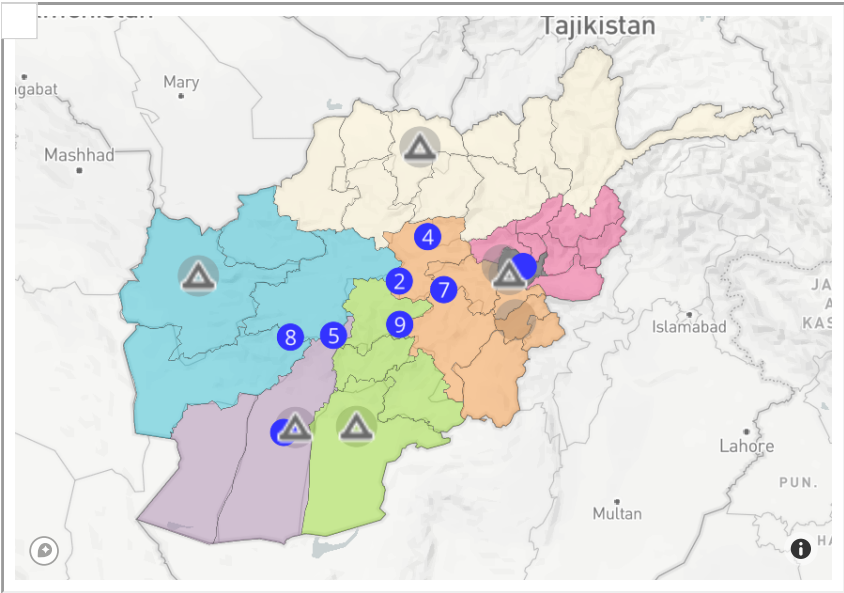 Tajikistan
Mary
Mashhad
4
2
7
Islamabad
9
8
5
Lahore
PUN.
Multan
i